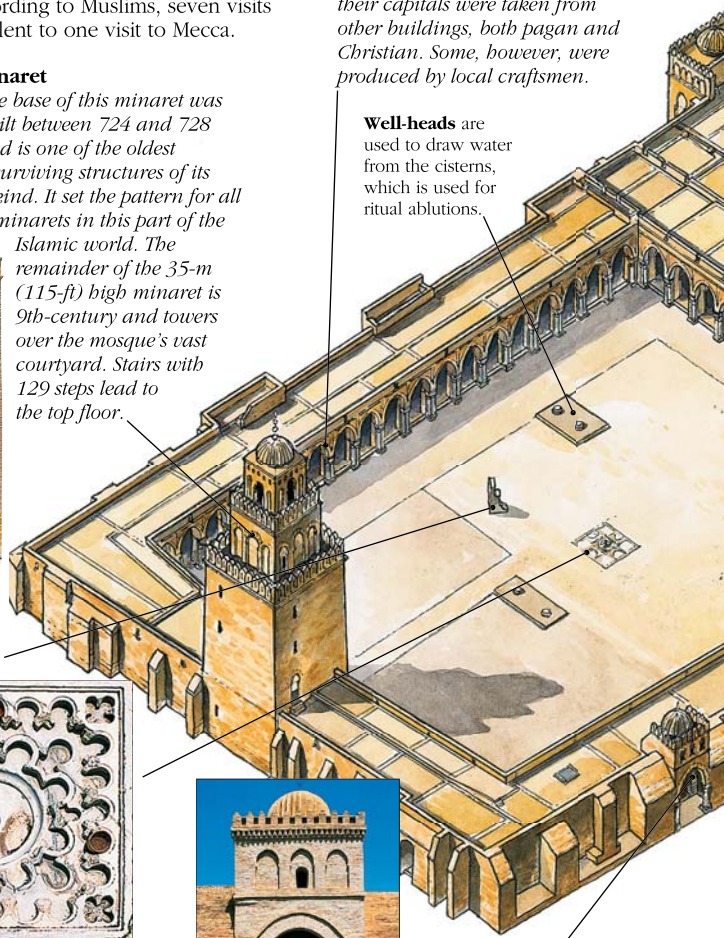 ording to Muslims, seven visits
lent to one visit to Mecca.
naret
e base of this minaret was
ilt between 724 and 728
d is one of the oldest
urviving structures of its
eind. It set the pattern for all
minarets in this part of the
Islamic world. The
remainder of the 35-m
(115-ft) high minaret is
9th-century and towers
over the mosque's vast
courtyard. Stairs with
129 steps lead to
the top floor.
their capitals were taken from
other buildings, both pagan and
Christian. Some, however, were
produced by local craftsmen.
Well-heads are
used to draw water
from the cisterns,
which is used for
ritual ablutions.